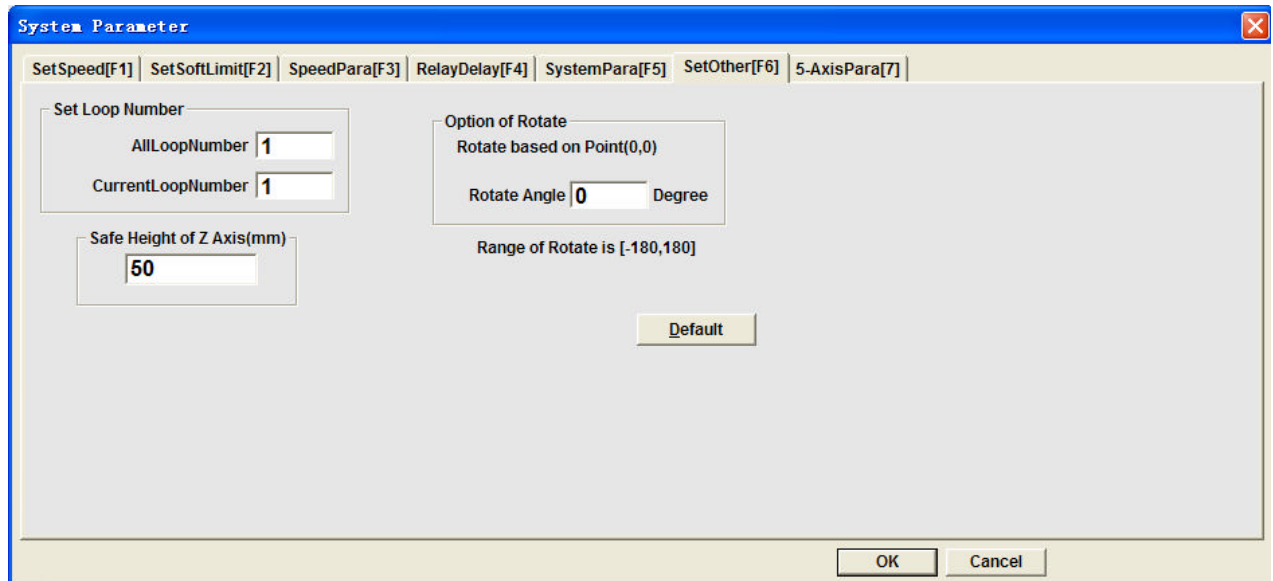 System Parameter
SetSpeed[F1] SetSoftLimit[F2] SpeedPara[F3] RelayDelay[F4] SystemPara[F5] SetOther[F6] 5-AxisPara[7]
Set Loop Number
AllLoopNumber 1
CurrentLoopNumber 1
Safe Height of Z Axis(mm)
50
Option of Rotate
Rotate based on Point(0,0)
Rotate Angle 0 Degree
Range of Rotate is [-180,180]
Default
OK Cancel